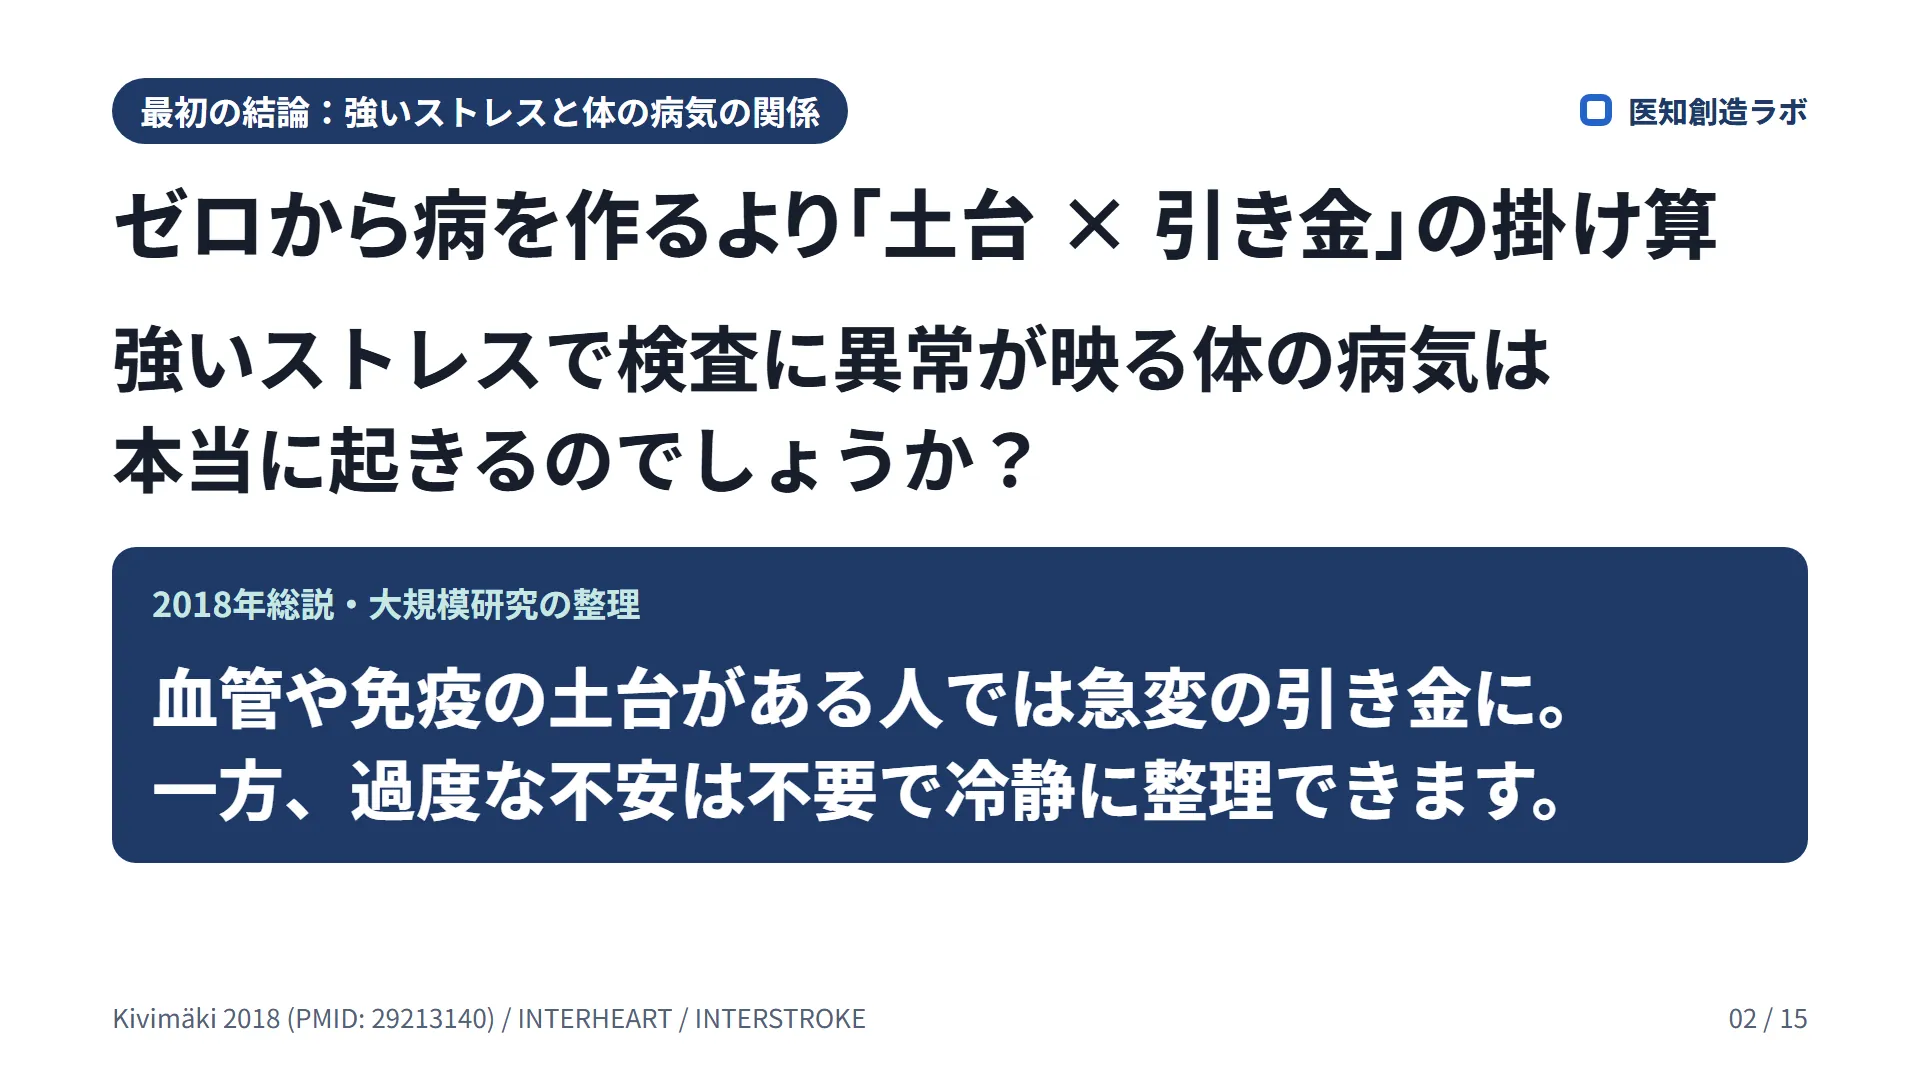 最初の結論：強いストレスと体の病気の関係
医知創造ラボ
ゼロから病を作るより「土台 × 引き金」の掛け算
強いストレスで検査に異常が映る体の病気は
本当に起きるのでしょうか？
2018年総説・大規模研究の整理
血管や免疫の土台がある人では急変の引き金に。
一方、過度な不安は不要で冷静に整理できます。
Kivimäki 2018 (PMID: 29213140) / INTERHEART / INTERSTROKE
02 / 15